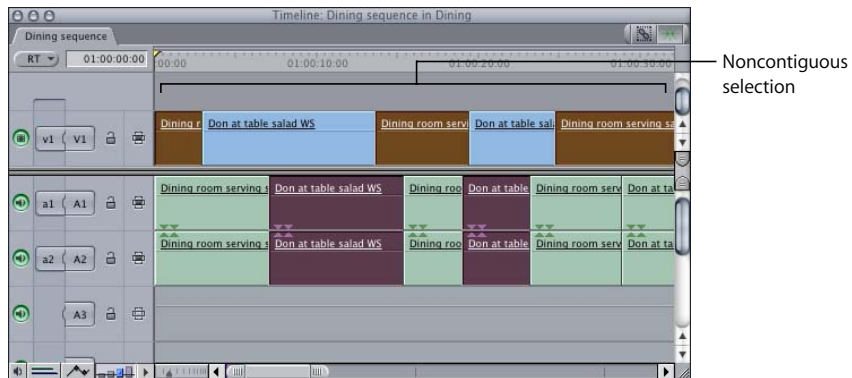 Timeline: Dining sequence in Dining
Dining sequence
RT 01:00:00:00 00:00 01:00:10:00 01:00:20:00 01:00:30:00
Noncontiguous
selection
v1 V1 Dining r Don at table salad WS Dining room servi Don at table sal Dining room serving sa
a1 A1 Dining room serving s Don at table salad WS Dining roo Don at table Dining room serv Don at ta
a2 A2 Dining room serving s Don at table salad WS Dining roo Don at table Dining room serv Don at ta
A3